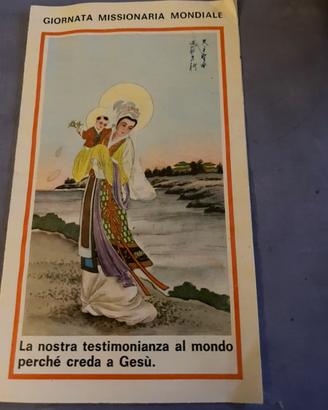 GIORNATA MISSIONARIA MONDIALE
La nostra testimonianza al mondo
perché creda a Gesù.